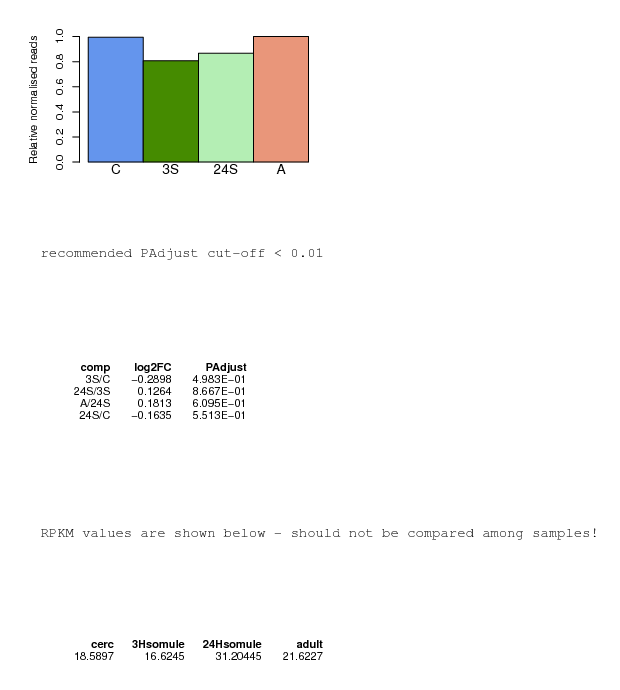 Relative normalised reads
1.0
0.8
0.6
0.4
0.2
0.0
C 3S 24S A
recommended PAdjust cut-off < 0.01
comp log2FC PAdjust
3S/C −0.2898 4.983E−01
24S/3S 0.1264 8.667E−01
A/24S 0.1813 6.095E−01
24S/C −0.1635 5.513E−01
RPKM values are shown below - should not be compared among samples!
cerc 3Hsomule 24Hsomule adult
18.5897 16.6245 31.20445 21.6227